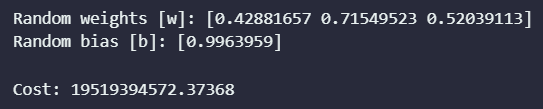 Random weights [w]: [0.42881657 0.71549523 0.52039113]
Random bias [b]: [0.9963959]
Cost: 19519394572.37368